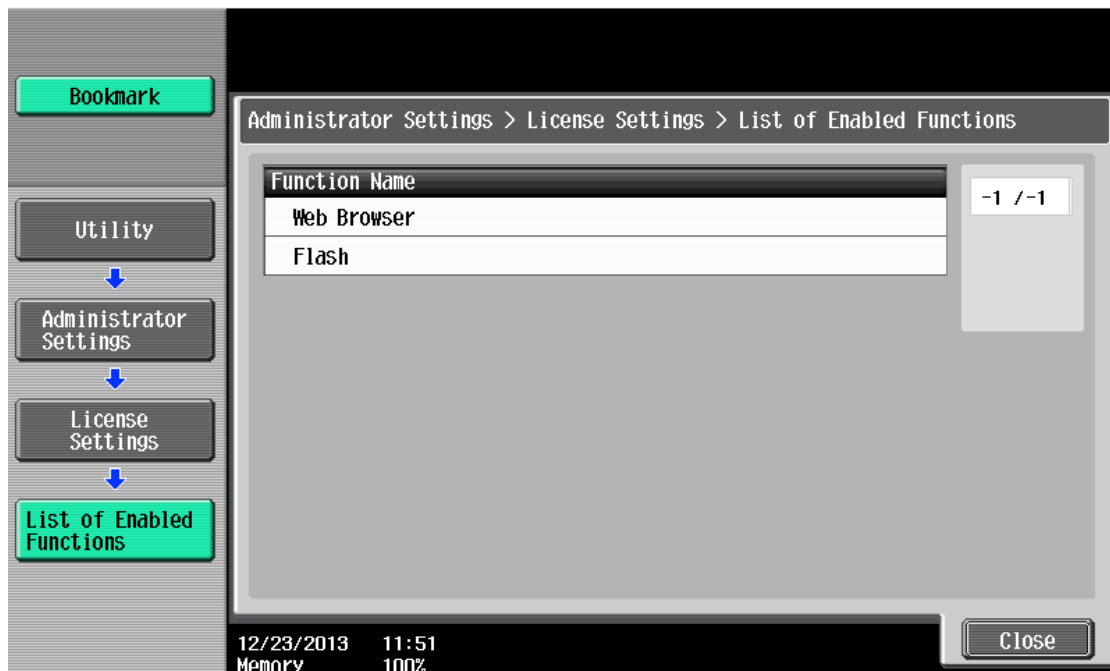 Bookmark
Administrator Settings > License Settings > List of Enabled Functions
Function Name
-1 /-1
Web Browser
Flash
Utility
Administrator
Settings
License
Settings
List of Enabled
Functions
12/23/2013 11:51
Memory 100%
Close